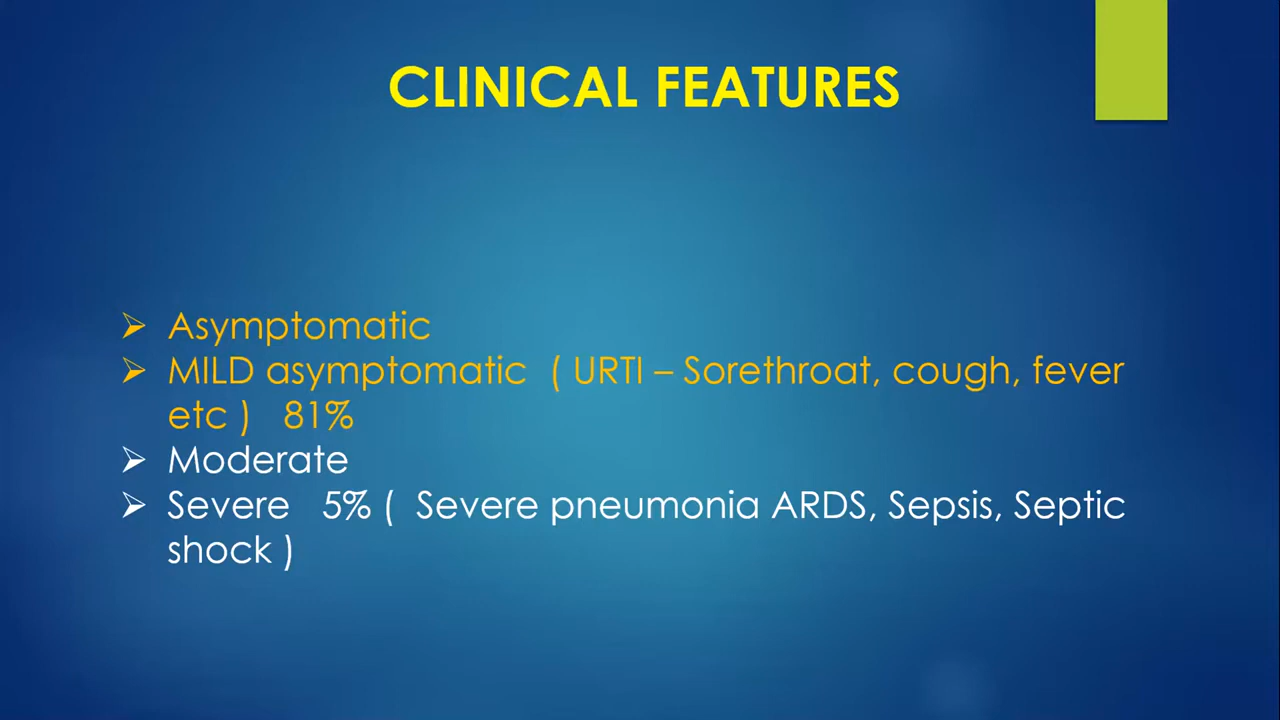 CLINICAL FEATURES
➢ Asymptomatic
➢ MILD asymptomatic ( URTI – Sorethroat, cough, fever
etc ) 81%
➢ Moderate
➢ Severe 5% ( Severe pneumonia ARDS, Sepsis, Septic
shock )